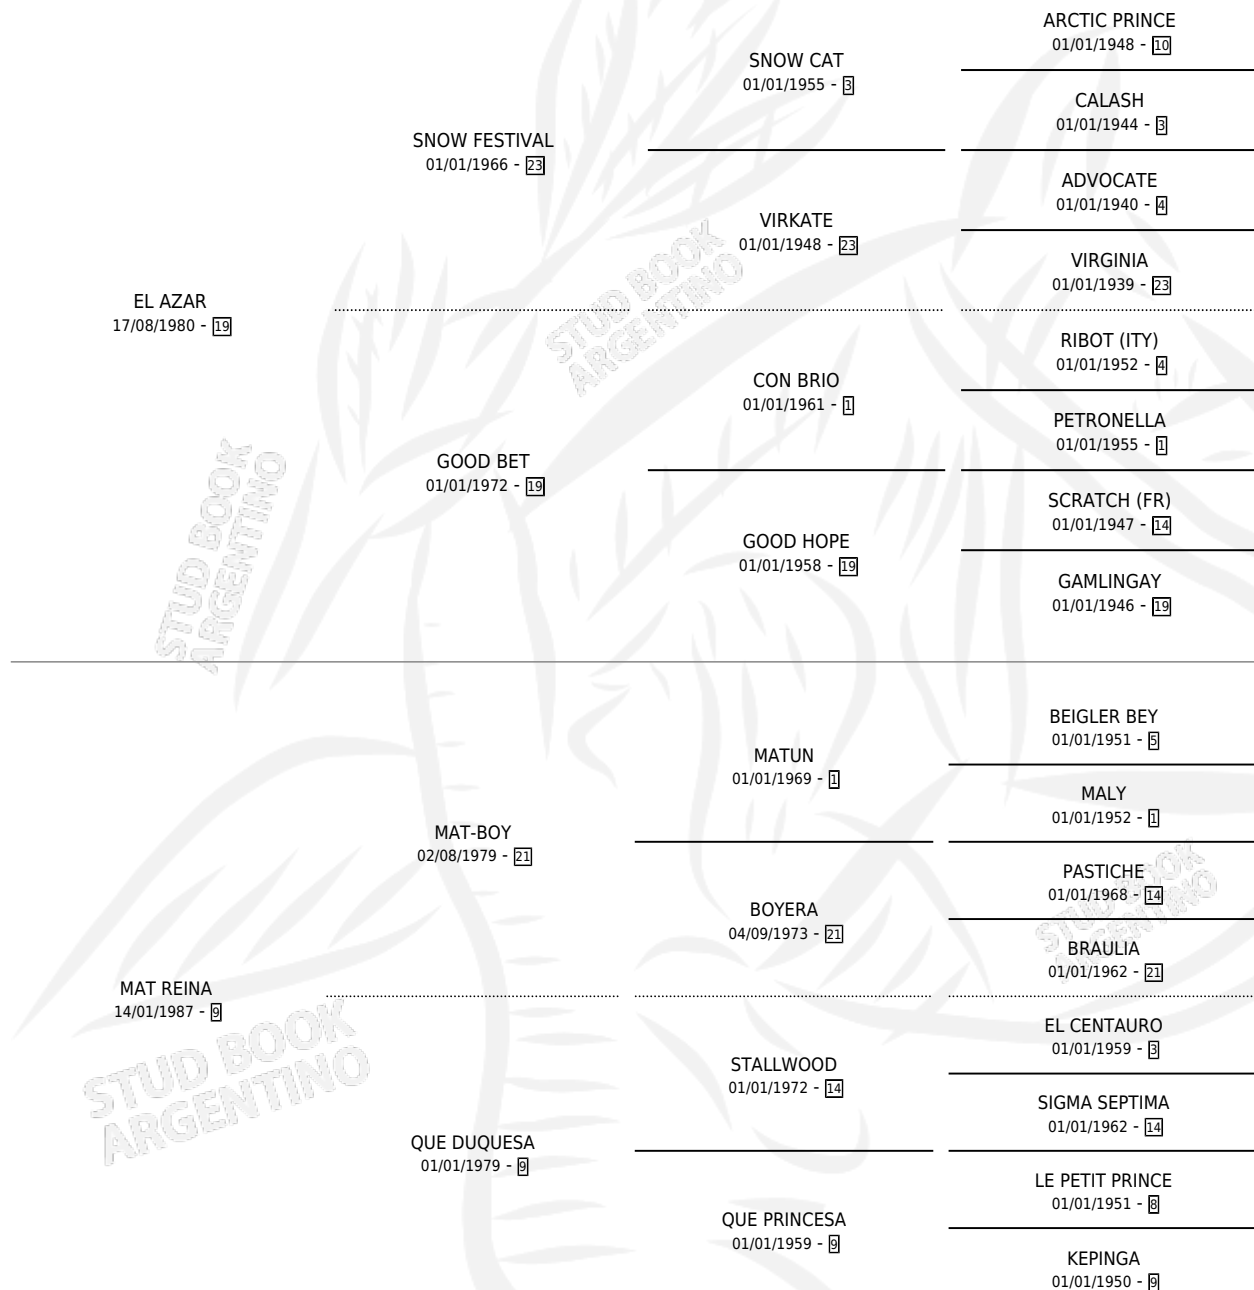 ARCTIC PRINCE
01/01/1948 - 10
SNOW CAT
01/01/1955 - 3
CALASH
01/01/1944 - 3
SNOW FESTIVAL
01/01/1966 - 23
ADVOCATE
01/01/1940 - 4
VIRKATE
01/01/1948 - 23
VIRGINIA
01/01/1939 - 23
EL AZAR
17/08/1980 - 19
RIBOT (ITY)
01/01/1952 - 4
CON BRIO
01/01/1961 - 1
PETRONELLA
01/01/1955 - 1
GOOD BET
01/01/1972 - 19
SCRATCH (FR)
01/01/1947 - 14
GOOD HOPE
01/01/1958 - 19
GAMLINGAY
01/01/1946 - 19
BEIGLER BEY
01/01/1951 - 5
MATUN
01/01/1969 - 1
MALY
01/01/1952 - 1
MAT-BOY
02/08/1979 - 21
PASTICHE
01/01/1968 - 14
BOYERA
04/09/1973 - 21
BRAULIA
01/01/1962 - 21
MAT REINA
14/01/1987 - 9
EL CENTAURO
01/01/1959 - 3
STALLWOOD
01/01/1972 - 14
SIGMA SEPTIMA
01/01/1962 - 14
QUE DUQUESA
01/01/1979 - 9
LE PETIT PRINCE
01/01/1951 - 8
QUE PRINCESA
01/01/1959 - 9
KEPINGA
01/01/1950 - 9
STUD BOOK
ARGENTINO
STUD BOOK
ARGENTINO
STUD BOOK
ARGENTINO
STUD BOOK
ARGENTINO